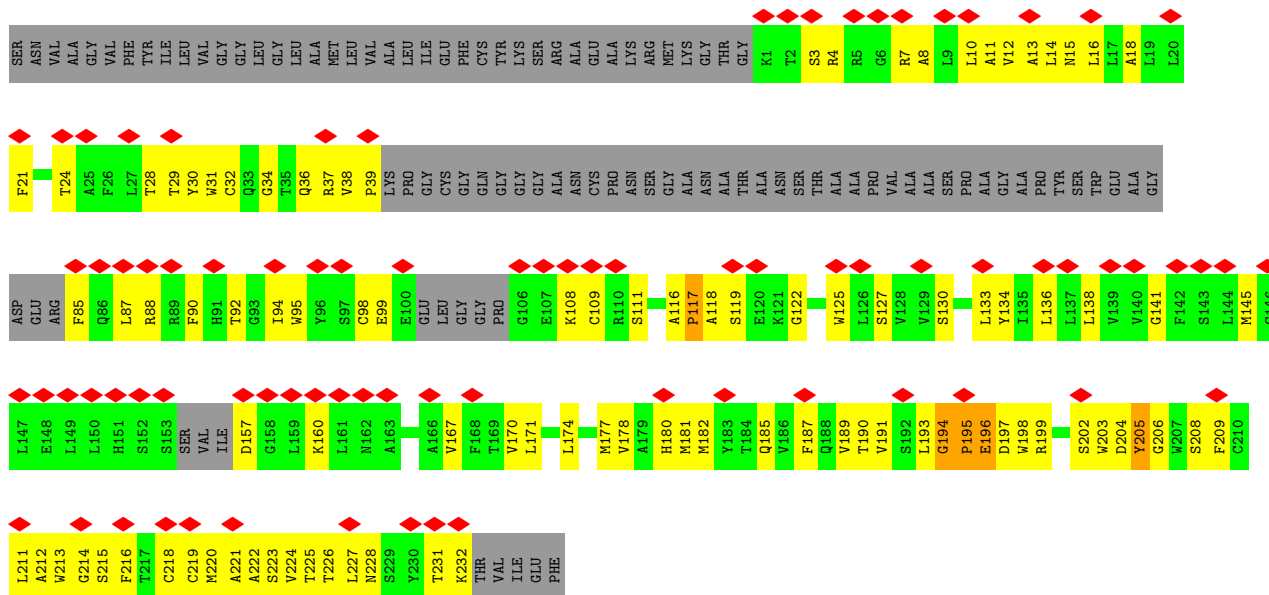 SER ASN VAL ALA GLY VAL PHE TYR ILE LEU VAL GLY GLY LEU GLY LEU ALA MET LEU VAL ALA LEU ILE GLU PHE CYS TYR LYS SER ARG ALA GLU ALA LYS ARG MET LYS GLY THR GLY K1 T2 S3 R4 R5 G6 R7 A8 L9 L10 A11 V12 A13 L14 N15 L16 L17 A18 L19 L20
F21 T24 A25 F26 L27 T28 T29 Y30 W31 C32 Q33 G34 T35 Q36 R37 V38 P39 LYS PRO GLY CYS GLY GLN GLY GLY GLY ALA ASN CYS PRO ASN SER GLY ALA ASN ALA THR ALA ASN SER THR ALA ALA PRO VAL ALA ALA SER PRO ALA GLY ALA PRO TYR SER TRP GLU ALA GLY
ASP GLU ARG F85 Q86 L87 R88 R89 F90 H91 T92 G93 I94 W95 Y96 S97 C98 E99 E100 GLU LEU GLY GLY PRO G106 E107 K108 C109 R110 S111 A116 P117 A118 S119 E120 K121 G122 W125 L126 S127 V128 V129 S130 L133 Y134 I135 L136 L137 L138 V139 V140 G141 F142 S143 L144 M145
L147 E148 L149 L150 H151 S152 S153 SER VAL ILE D157 G158 L159 K160 L161 N162 A163 A166 V167 F168 T169 V170 L171 L174 M177 V178 A179 H180 M181 M182 Y183 T184 Q185 V186 F187 Q188 V189 T190 V191 S192 L193 G194 P195 E196 D197 W198 R199 S202 W203 D204 Y205 G206 W207 S208 F209 C210
L211 A212 W213 G214 S215 F216 T217 C218 C219 M220 A221 A222 S223 V224 T225 T226 L227 N228 S229 Y230 T231 K232 THR VAL ILE GLU PHE